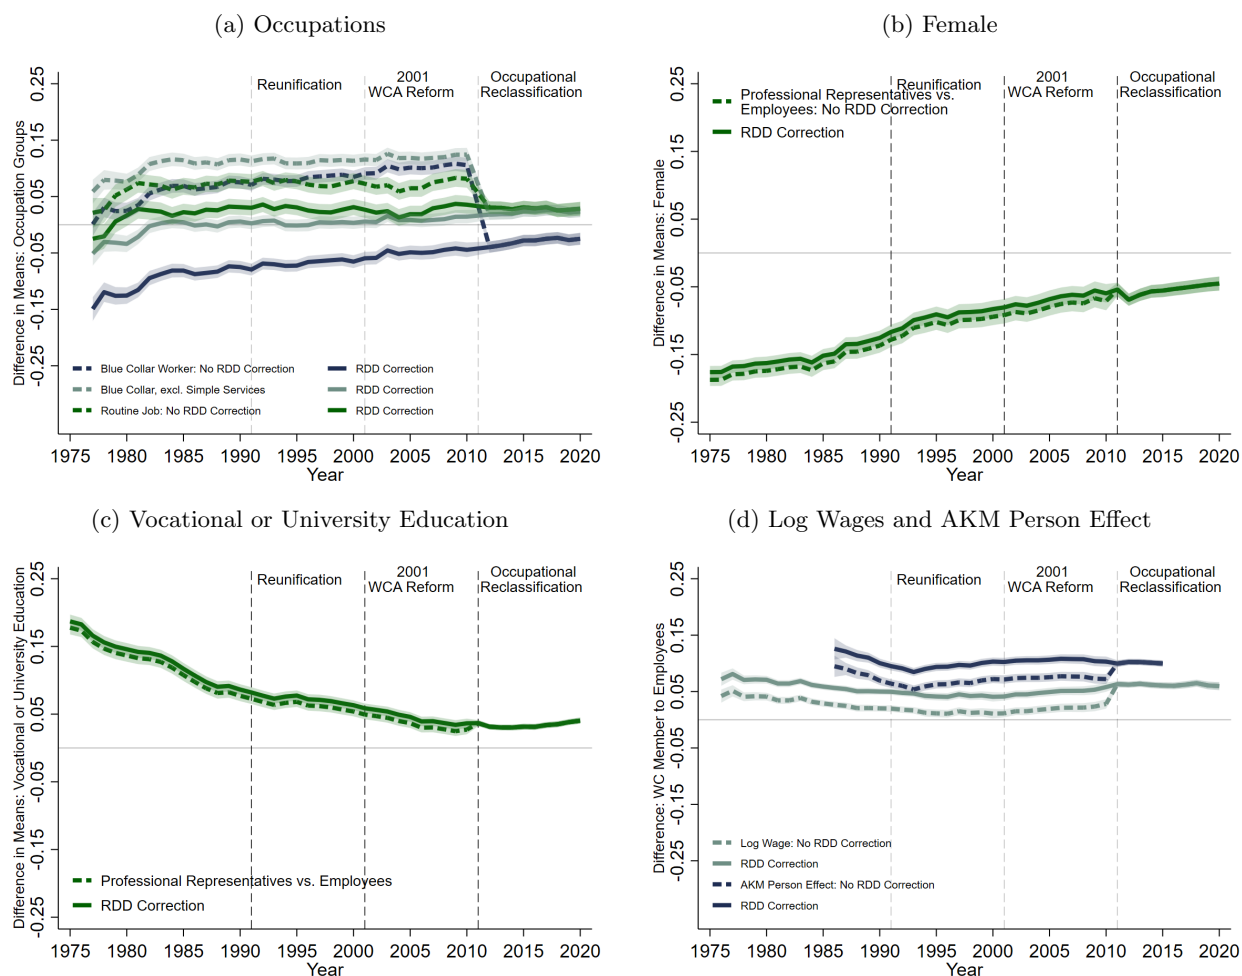 (a) Occupations
Difference in Means: Occupation Groups
0.25
0.15
0.05
-0.05
-0.15
-0.25
Reunification
2001
WCA Reform
Occupational
Reclassification
Blue Collar Worker: No RDD Correction
RDD Correction
Blue Collar, excl. Simple Services
RDD Correction
Routine Job: No RDD Correction
RDD Correction
1975 1980 1985 1990 1995 2000 2005 2010 2015 2020
Year
(b) Female
Difference in Means: Female
0.25
0.15
0.05
-0.05
-0.15
-0.25
Reunification
2001
WCA Reform
Occupational
Reclassification
Professional Representatives vs.
Employees: No RDD Correction
RDD Correction
1975 1980 1985 1990 1995 2000 2005 2010 2015 2020
Year
(c) Vocational or University Education
Difference in Means: Vocational or University Education
0.25
0.15
0.05
-0.05
-0.15
-0.25
Reunification
2001
WCA Reform
Occupational
Reclassification
Professional Representatives vs. Employees
RDD Correction
1975 1980 1985 1990 1995 2000 2005 2010 2015 2020
Year
(d) Log Wages and AKM Person Effect
Difference: WC Member to Employees
0.25
0.15
0.05
-0.05
-0.15
-0.25
Reunification
2001
WCA Reform
Occupational
Reclassification
Log Wage: No RDD Correction
RDD Correction
AKM Person Effect: No RDD Correction
RDD Correction
1975 1980 1985 1990 1995 2000 2005 2010 2015 2020
Year